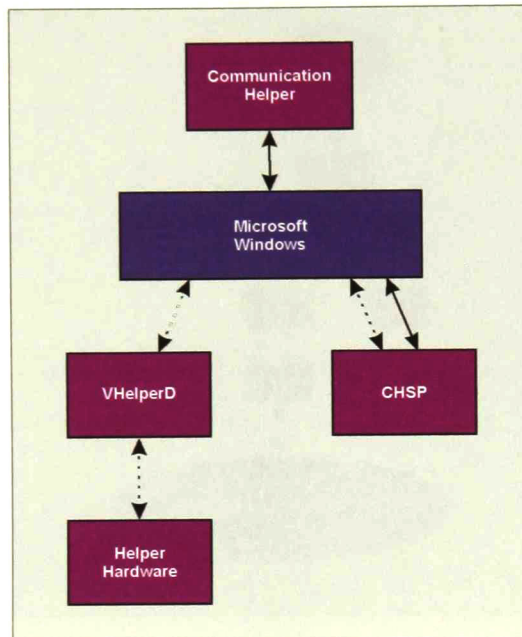 Communication
Helper
Microsoft
Windows
VHelperD
CHSP
Helper
Hardware